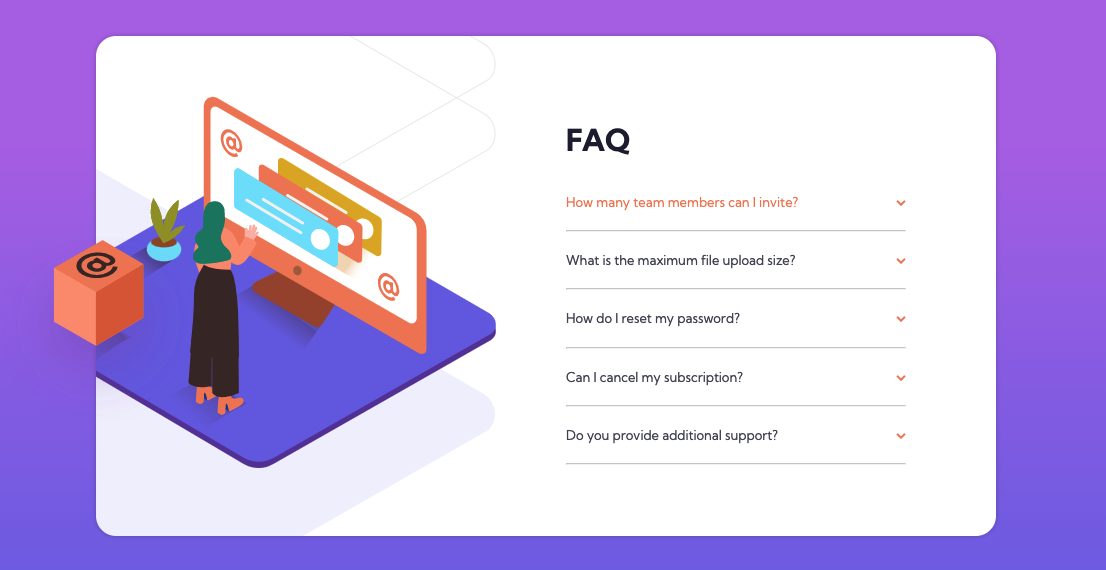 @
@
@
FAQ
How many team members can I invite?
What is the maximum file upload size?
How do I reset my password?
Can I cancel my subscription?
Do you provide additional support?